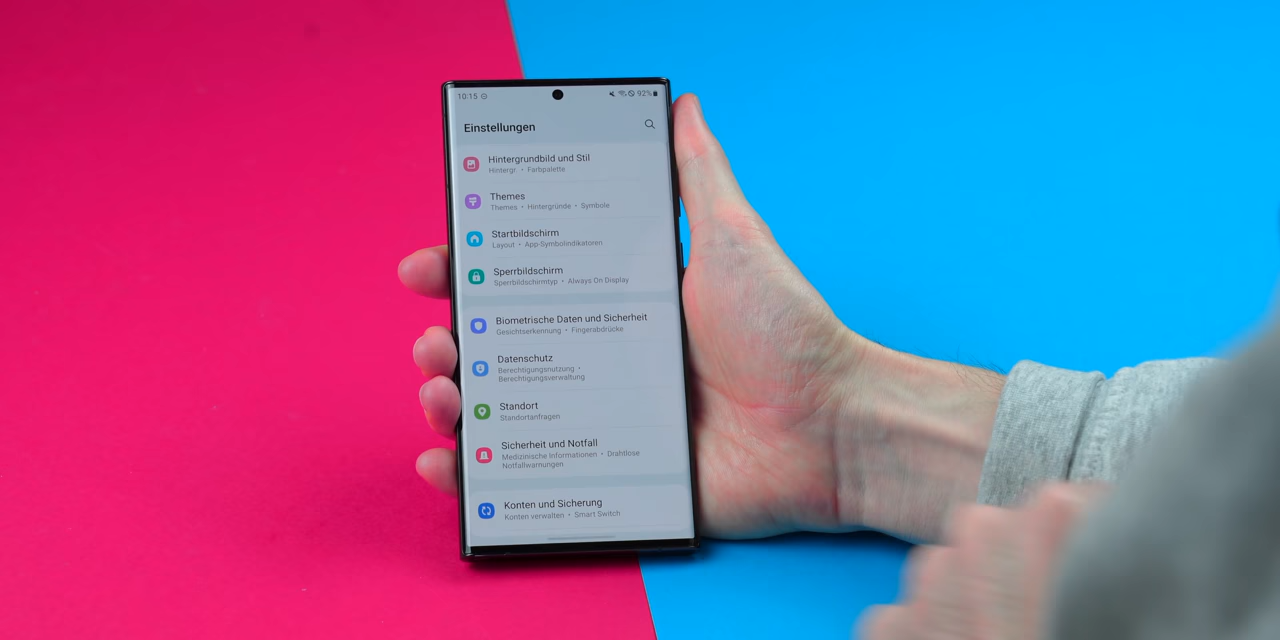 10:15 92%
Einstellungen
Hintergrundbild und Stil
Hintergr. • Farbpalette
Themes
Themes • Hintergründe • Symbole
Startbildschirm
Layout • App-Symbolindikatoren
Sperrbildschirm
Sperrbildschirmtyp • Always On Display
Biometrische Daten und Sicherheit
Gesichtserkennung • Fingerabdrücke
Datenschutz
Berechtigungsnutzung •
Berechtigungsverwaltung
Standort
Standortanfragen
Sicherheit und Notfall
Medizinische Informationen • Drahtlose
Notfallwarnungen
Konten und Sicherung
Konten verwalten • Smart Switch